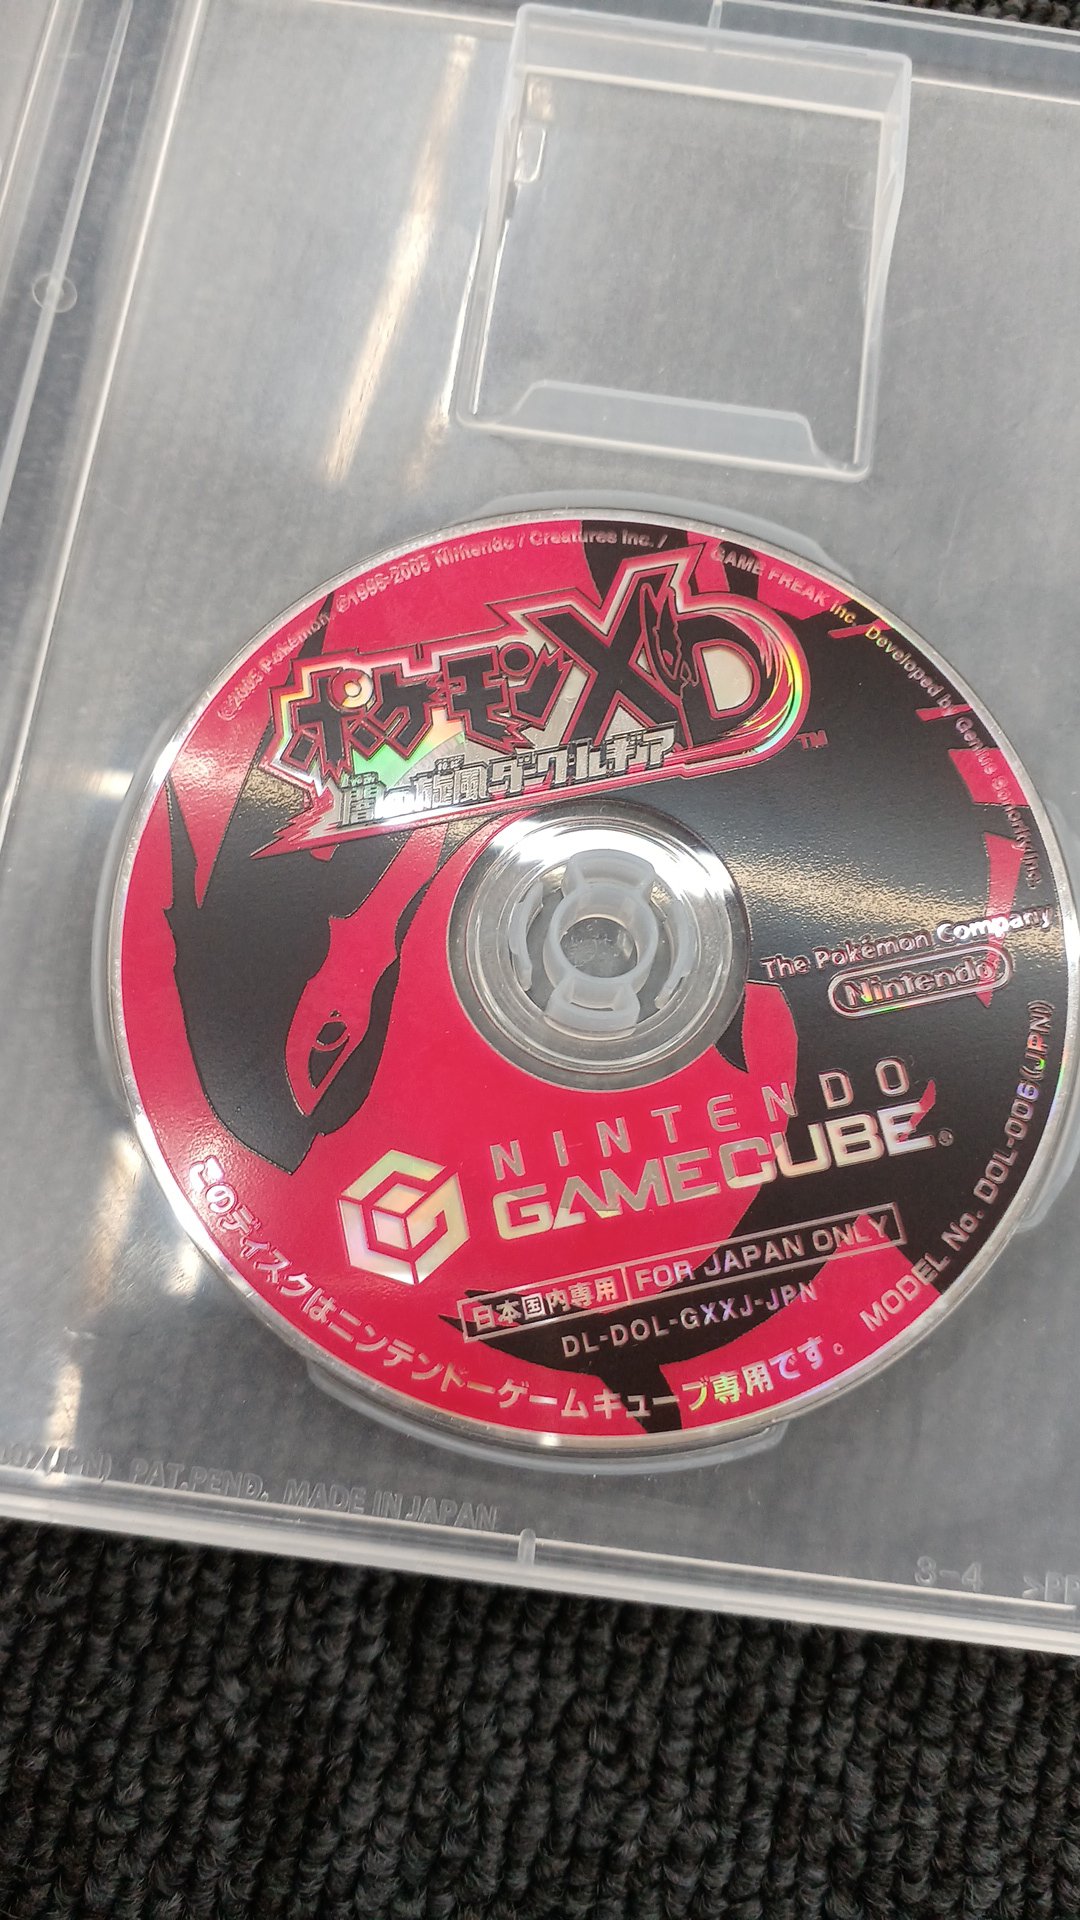 ©2005 Pokémon. ©1995-2005 Nintendo / Creatures Inc. / GAME FREAK inc. Developed by Genius Sonority Inc.
ポケモンXD
TM
闇の旋風ダーク・ルギア
The Pokémon Company
Nintendo
NINTENDO
GAMECUBE®
日本国内専用 FOR JAPAN ONLY
DL-DOL-GXXJ-JPN
このディスクはニンテンドーゲームキューブ専用です。 MODEL No. DOL-006(JPN)
(JPN) PAT.PEND. MADE IN JAPAN
3-4 >PP